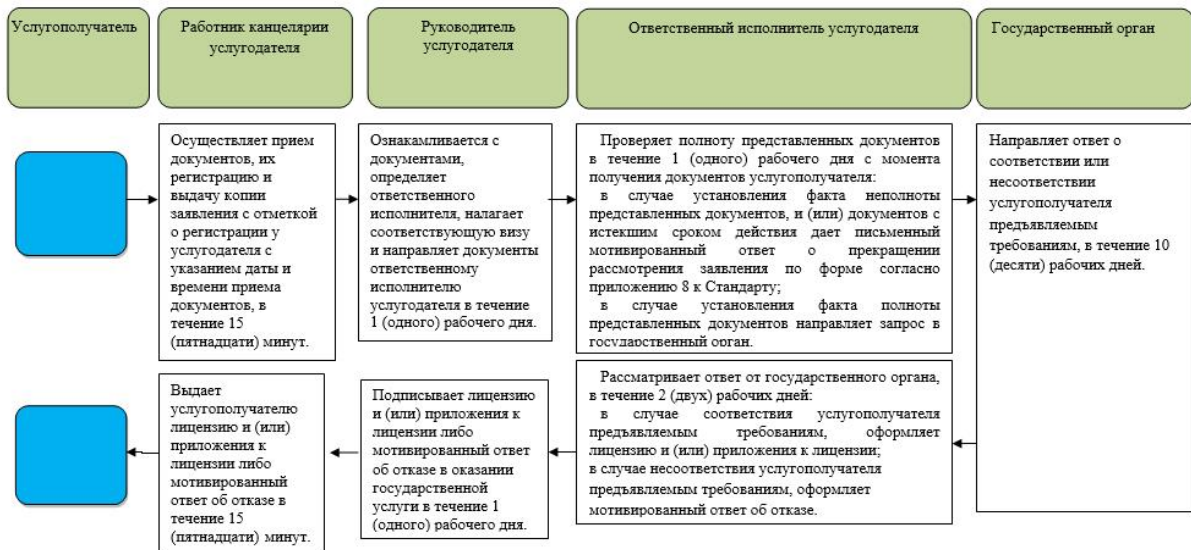 Услугополучатель
Работник канцелярии
услугодателя
Руководитель
услугодателя
Ответственный исполнитель услугодателя
Государственный орган
Осуществляет прием
документов, их
регистрацию и
выдачу копии
заявления с отметкой
о регистрации у
услугодателя с
указанием даты и
времени приема
документов, в
течение 15
(пятнадцати) минут.
Ознакамливается с
документами,
определяет
ответственного
исполнителя, налагает
соответствующую визу
и направляет документы
ответственному
исполнителю
услугодателя в течение
1 (одного) рабочего дня.
Проверяет полноту представленных документов
в течение 1 (одного) рабочего дня с момента
получения документов услугополучателя:
в случае установления факта неполноты
представленных документов, и (или) документов с
истекшим сроком действия дает письменный
мотивированный ответ о прекращении
рассмотрения заявления по форме согласно
приложению 8 к Стандарту;
в случае установления факта полноты
представленных документов направляет запрос в
государственный орган.
Направляет ответ о
соответствии или
несоответствии
услугополучателя
предъявляемым
требованиям, в течение 10
(десяти) рабочих дней.
Выдает
услугополучателю
лицензию и (или)
приложения к
лицензии либо
мотивированный
ответ об отказе в
течение 15
(пятнадцати) минут.
Подписывает лицензию
и (или) приложения к
лицензии либо
мотивированный ответ
об отказе в оказании
государственной
услуги в течение 1
(одного) рабочего дня.
Рассматривает ответ от государственного органа,
в течение 2 (двух) рабочих дней:
в случае соответствия услугополучателя
предъявляемым требованиям, оформляет
лицензию и (или) приложения к лицензии;
в случае несоответствия услугополучателя
предъявляемым требованиям, оформляет
мотивированный ответ об отказе.